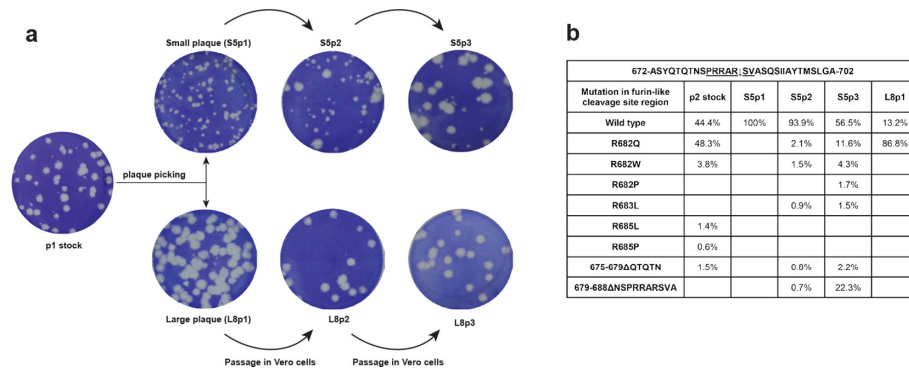 a
Small plaque (S5p1)
S5p2
S5p3
plaque picking
p1 stock
Large plaque (L8p1)
L8p2
L8p3
Passage in Vero cells
Passage in Vero cells
b
672-ASYQTQTNSPRRAR↓SVASQSIIAYTMSLGA-702
Mutation in furin-like cleavage site region p2 stock S5p1 S5p2 S5p3 L8p1
Wild type 44.4% 100% 93.9% 56.5% 13.2%
R682Q 48.3% 2.1% 11.6% 86.8%
R682W 3.8% 1.5% 4.3%
R682P 1.7%
R683L 0.9% 1.5%
R685L 1.4%
R685P 0.6%
675-679ΔQTQTN 1.5% 0.8% 2.2%
679-688ΔNSPRRARSVA 0.7% 22.3%